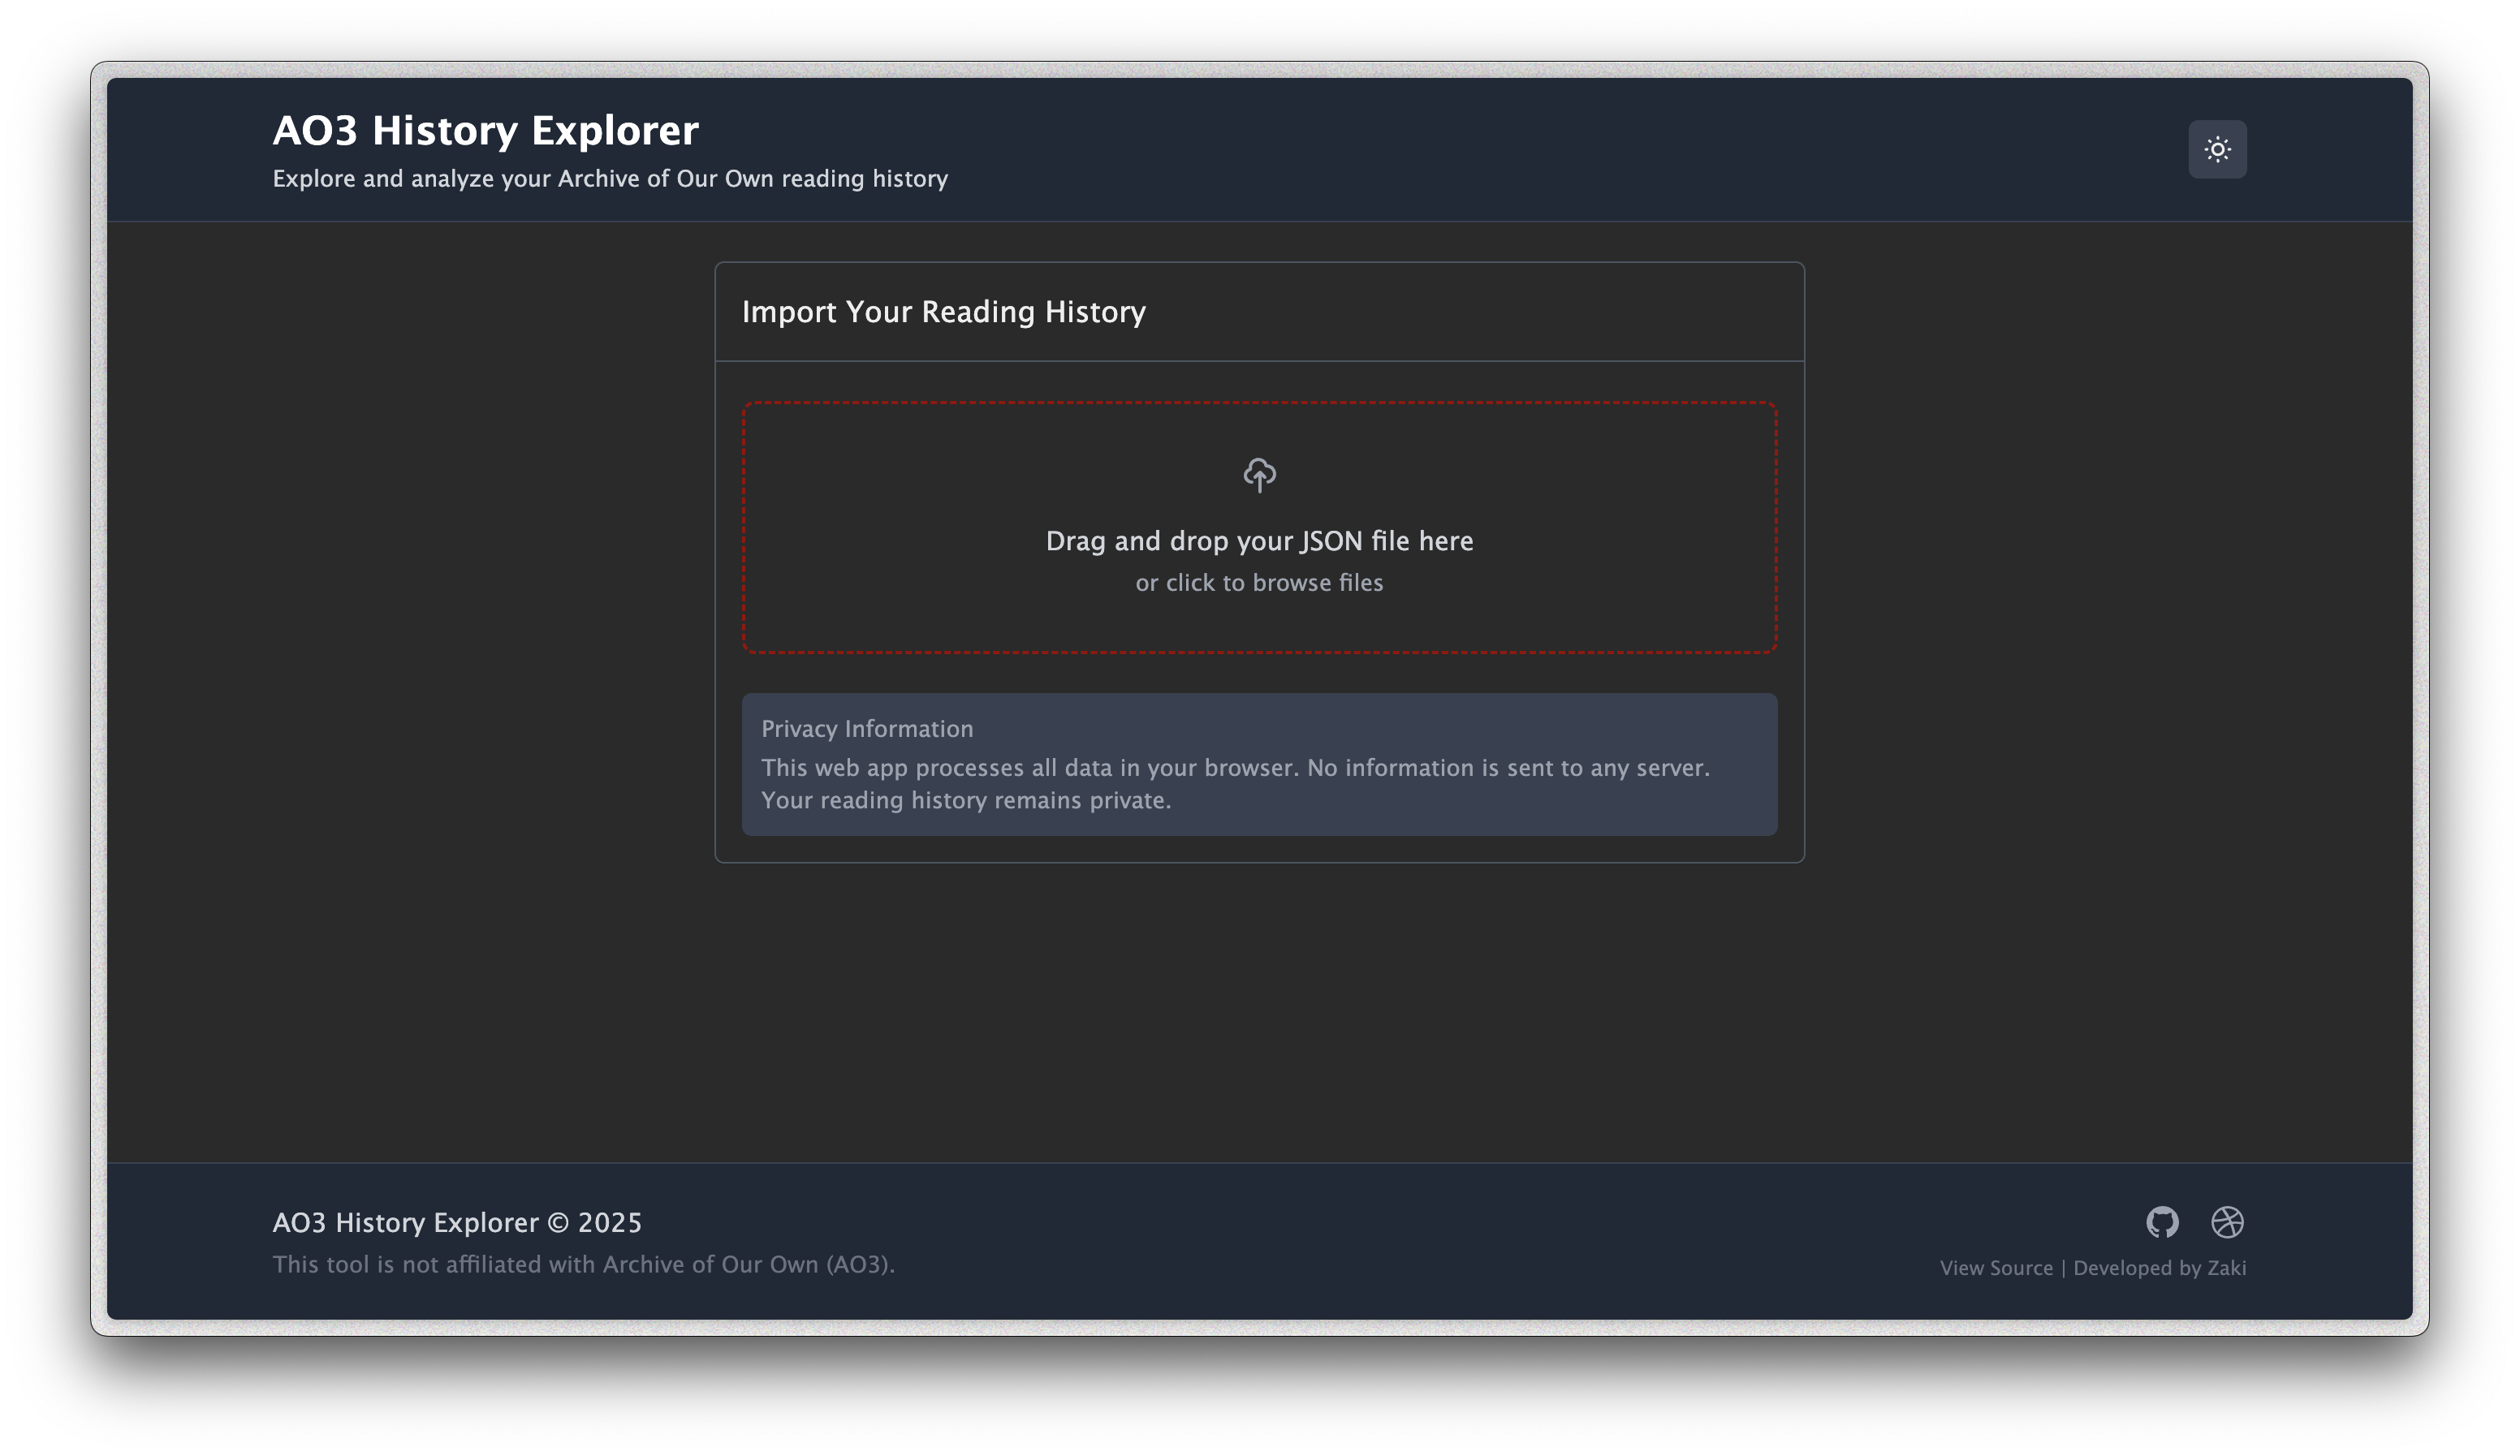 AO3 History Explorer
Explore and analyze your Archive of Our Own reading history
Import Your Reading History
Drag and drop your JSON file here
or click to browse files
Privacy Information
This web app processes all data in your browser. No information is sent to any server.
Your reading history remains private.
AO3 History Explorer © 2025
This tool is not affiliated with Archive of Our Own (AO3).
View Source | Developed by Zaki